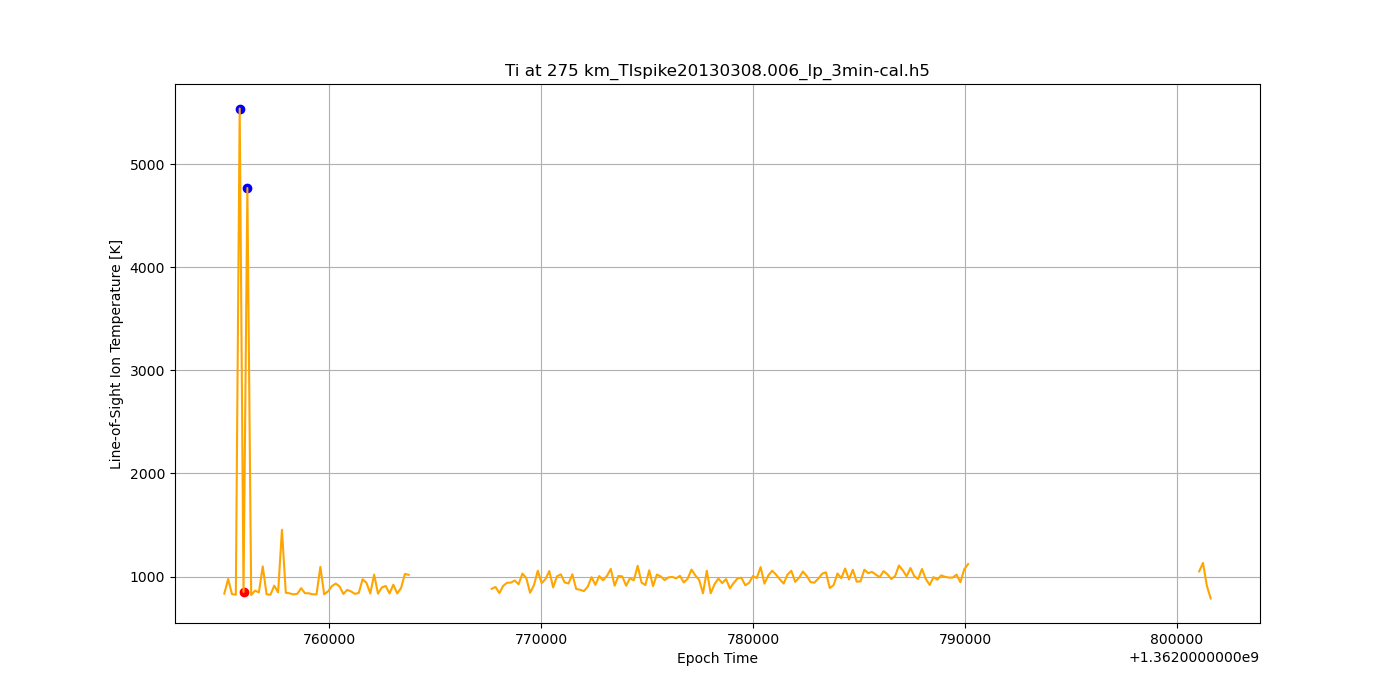 Ti at 275 km_TIspike20130308.006_lp_3min-cal.h5
Line-of-Sight Ion Temperature [K]
5000
4000
3000
2000
1000
760000 770000 780000 790000 800000
Epoch Time
+1.3620000000e9